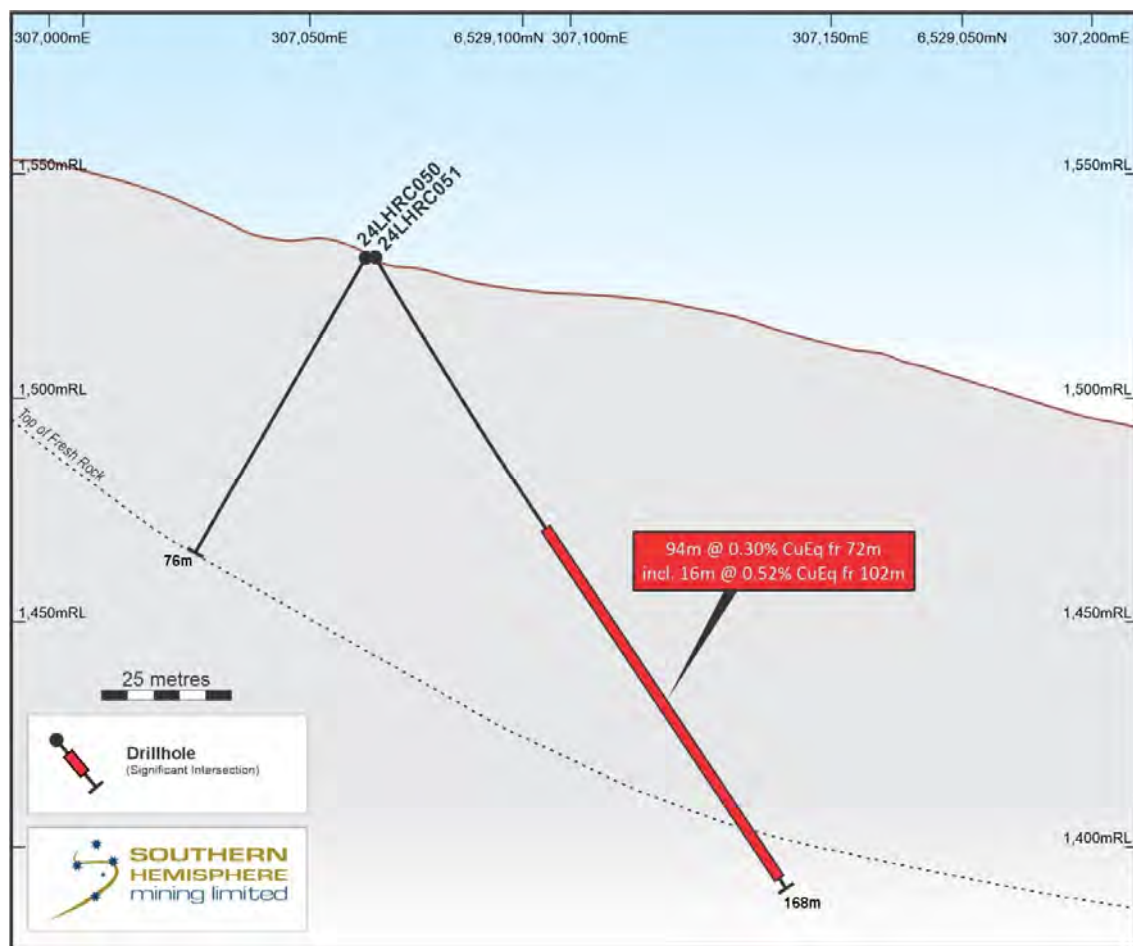 307,000mE 307,050mE 6,529,100mN 307,100mE 307,150mE 6,529,050mN 307,200mE
1,550mRL 1,550mRL
24LHRC050
24LHRC051
1,500mRL 1,500mRL
Top of Fresh Rock
76m
94m @ 0.30% CuEq fr 72m
incl. 16m @ 0.52% CuEq fr 102m
1,450mRL 1,450mRL
25 metres
Drillhole
(Significant Intersection)
1,400mRL
SOUTHERN
HEMISPHERE
mining limited
168m